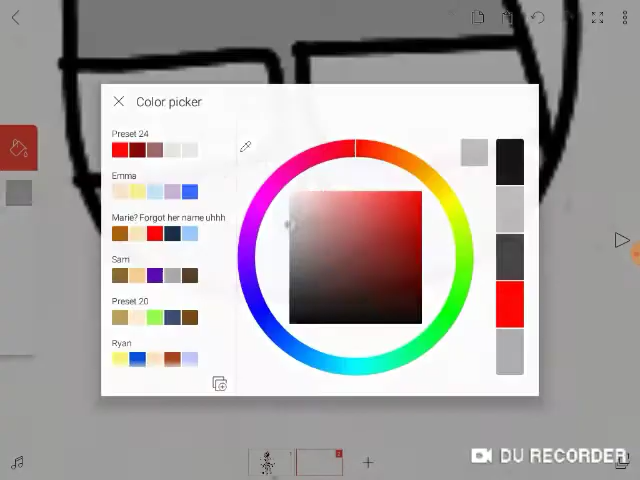 Color picker
Preset 24
Emma
Marie? Forgot her name uhhh
Sam
Preset 20
Ryan
DU RECORDER